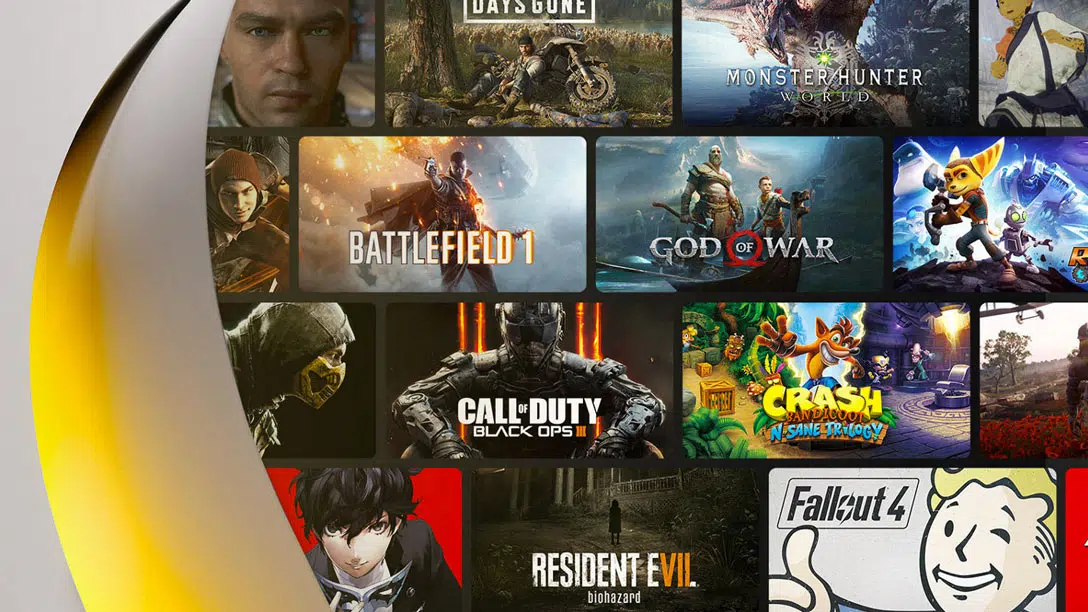 DAYS GONE
MONSTER HUNTER
WORLD
BATTLEFIELD 1
GOD OF WAR
R
CALL OF DUTY
BLACK OPS III
CRASH
BANDICOOT
N. SANE TRILOGY
RESIDENT EVII.
biohazard
Fallout 4